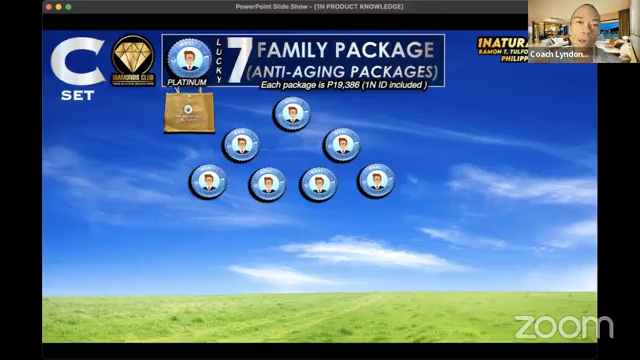 PowerPoint Slide Show - [1N PRODUCT KNOWLEDGE]
C
SET
DIAMONDS CLUB
PLATINUM
LUCKY
7
FAMILY PACKAGE
(ANTI-AGING PACKAGES)
Each package is P19,386 (1N ID included )
1NATURA
RAMON T. TULFO
PHILIPP
Coach Lyndon...
zoom